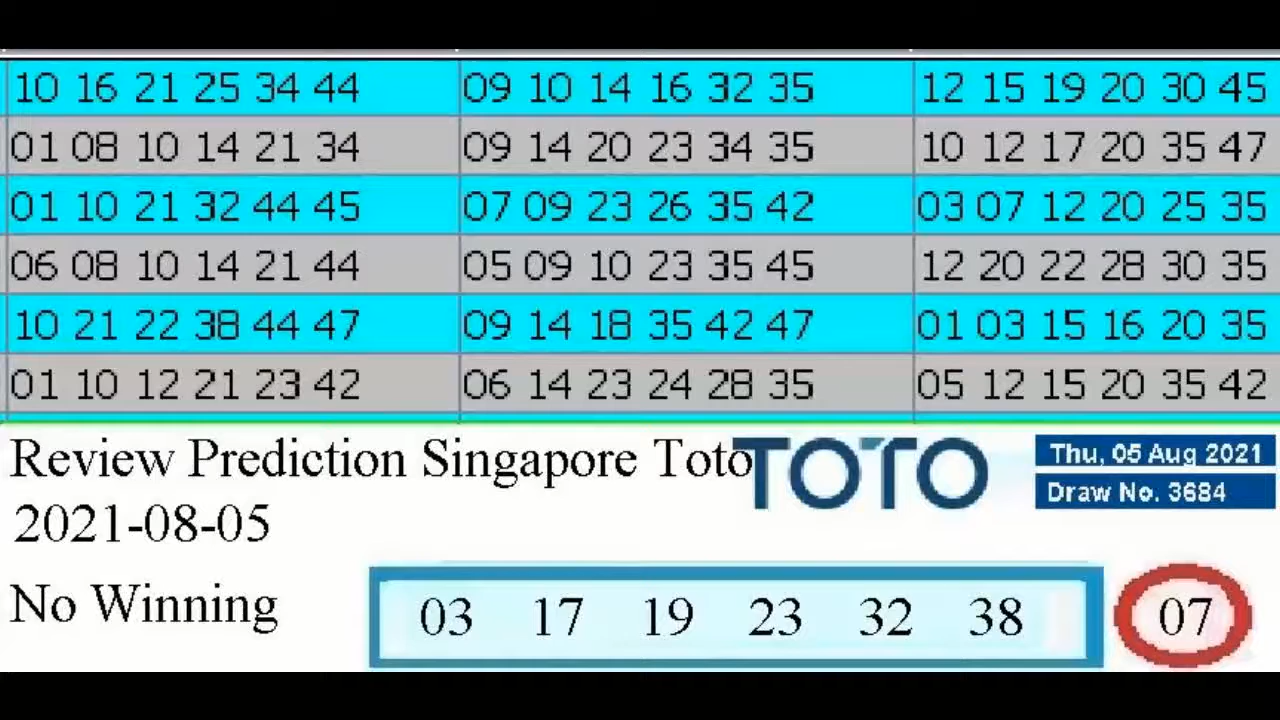 10 16 21 25 34 44 09 10 14 16 32 35 12 15 19 20 30 45
01 08 10 14 21 34 09 14 20 23 34 35 10 12 17 20 35 47
01 10 21 32 44 45 07 09 23 26 35 42 03 07 12 20 25 35
06 08 10 14 21 44 05 09 10 23 35 45 12 20 22 28 30 35
10 21 22 38 44 47 09 14 18 35 42 47 01 03 15 16 20 35
01 10 12 21 23 42 06 14 23 24 28 35 05 12 15 20 35 42
Review Prediction Singapore Toto
2021-08-05
TOTO
Thu, 05 Aug 2021
Draw No. 3684
No Winning
03 17 19 23 32 38 07